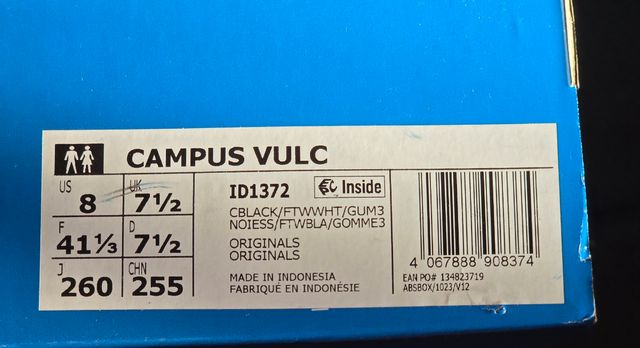 CAMPUS VULC
US 8
UK 7½
F 41⅓
D 7½
J 260
CHN 255
ID1372
Inside
CBLACK/FTWWHT/GUM3
NOIESS/FTWBLA/GOMME3
ORIGINALS
ORIGINALS
MADE IN INDONESIA
FABRIQUÉ EN INDONÉSIE
4 067888 908374
EAN PO# 134823719
ABSBOX/1023/V12